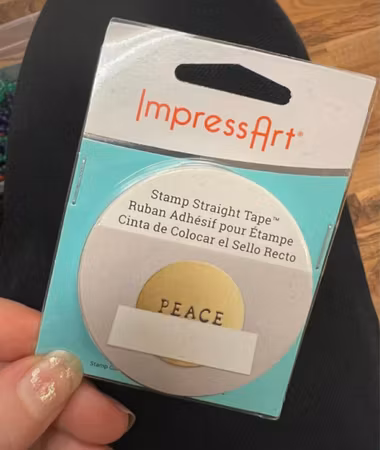 ImpressArt®
Stamp Straight Tape™
Ruban Adhésif pour Étampe
Cinta de Colocar el Sello Recto
PEACE